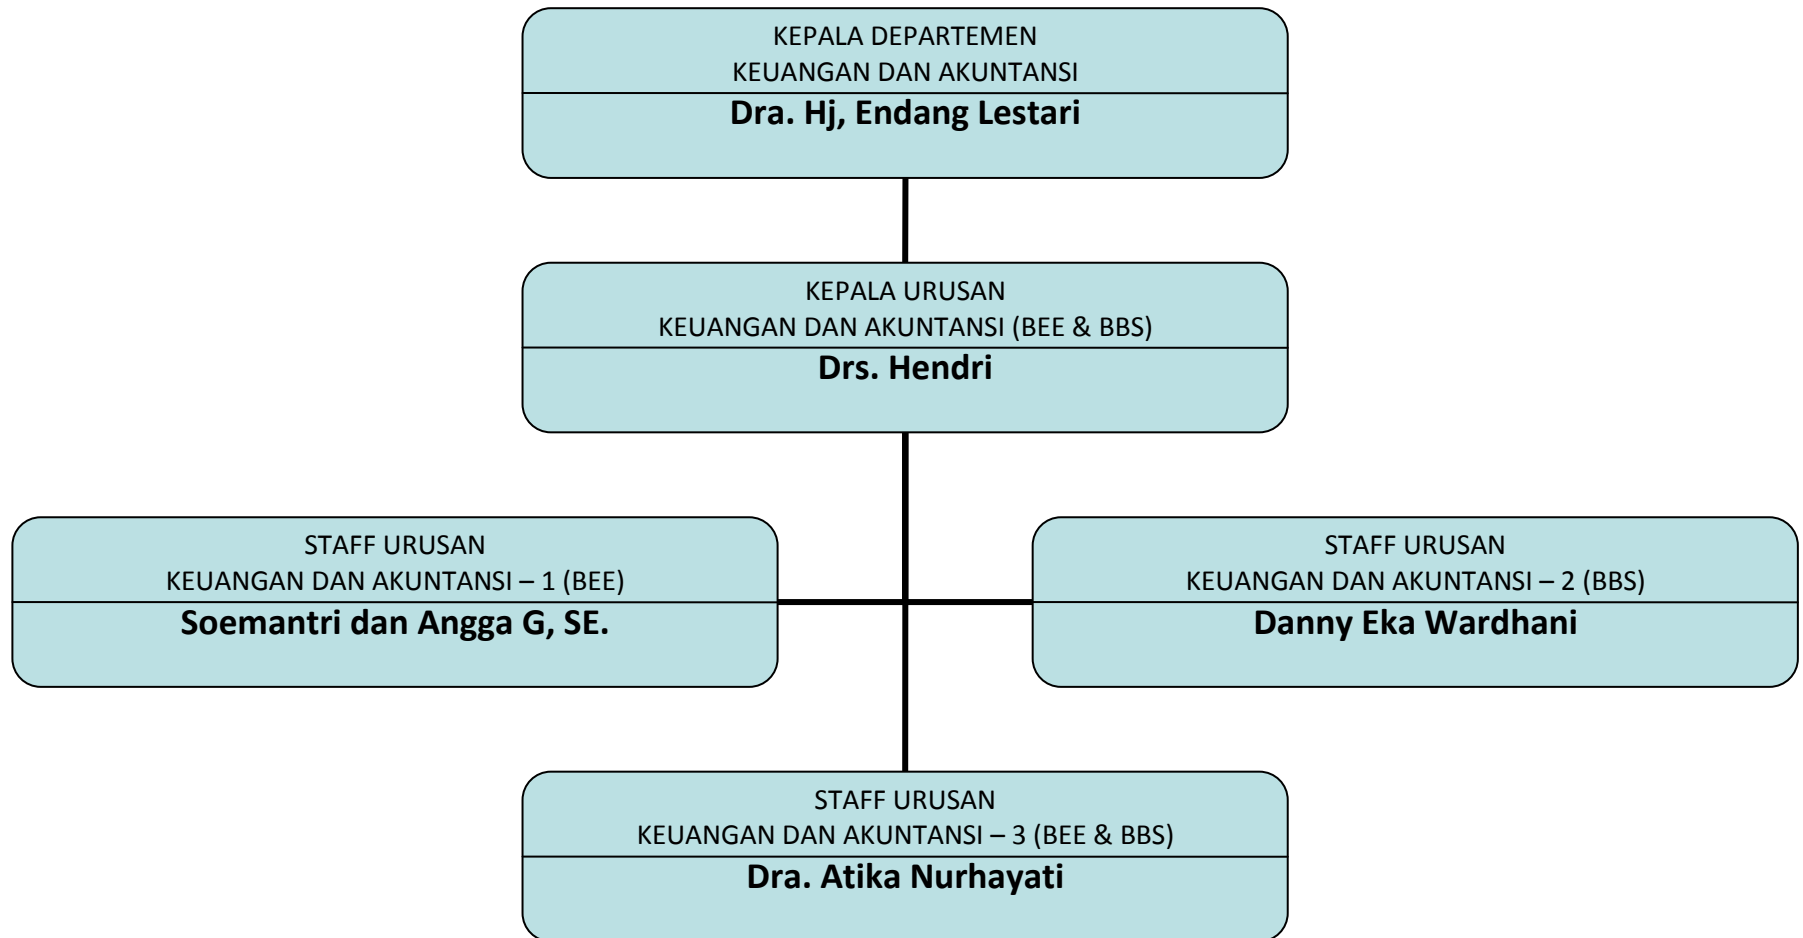 KEPALA DEPARTEMEN
KEUANGAN DAN AKUNTANSI
Dra. Hj, Endang Lestari
KEPALA URUSAN
KEUANGAN DAN AKUNTANSI (BEE & BBS)
Drs. Hendri
STAFF URUSAN
KEUANGAN DAN AKUNTANSI – 1 (BEE)
Soemantri dan Angga G, SE.
STAFF URUSAN
KEUANGAN DAN AKUNTANSI – 2 (BBS)
Danny Eka Wardhani
STAFF URUSAN
KEUANGAN DAN AKUNTANSI – 3 (BEE & BBS)
Dra. Atika Nurhayati